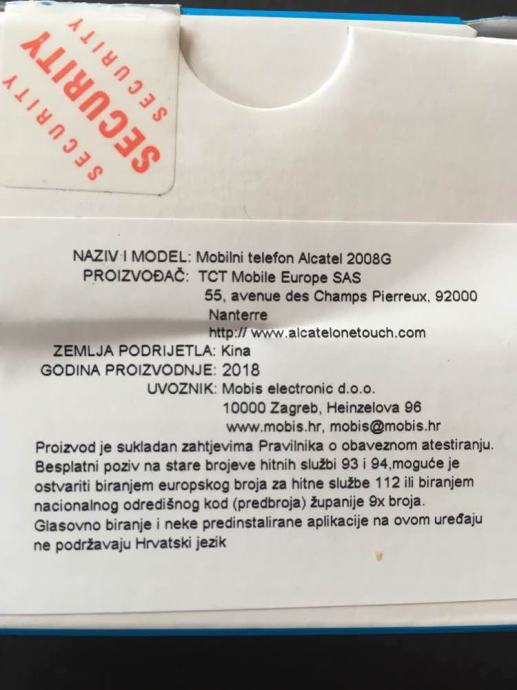 SECURITY
SECURITY
SECURITY
SECURITY
SECURITY
NAZIV I MODEL: Mobilni telefon Alcatel 2008G
PROIZVOĐAČ: TCT Mobile Europe SAS
55, avenue des Champs Pierreux, 92000
Nanterre
http:// www.alcatelonetouch.com
ZEMLJA PODRIJETLA: Kina
GODINA PROIZVODNJE: 2018
UVOZNIK: Mobis electronic d.o.o.
10000 Zagreb, Heinzelova 96
www.mobis.hr, mobis@mobis.hr
Proizvod je sukladan zahtjevima Pravilnika o obaveznom atestiranju.
Besplatni poziv na stare brojeve hitnih službi 93 i 94,moguće je
ostvariti biranjem europskog broja za hitne službe 112 ili biranjem
nacionalnog odredišnog kod (predbroja) županije 9x broja.
Glasovno biranje i neke predinstalirane aplikacije na ovom uređaju
ne podržavaju Hrvatski jezik